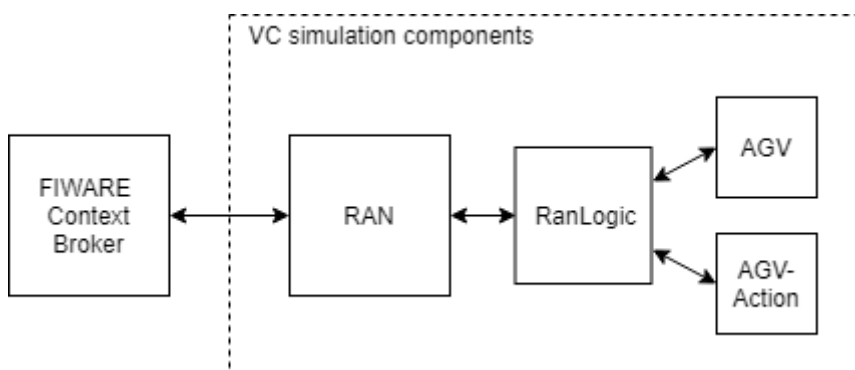 VC simulation components
FIWARE
Context
Broker
RAN
RanLogic
AGV
AGV-
Action